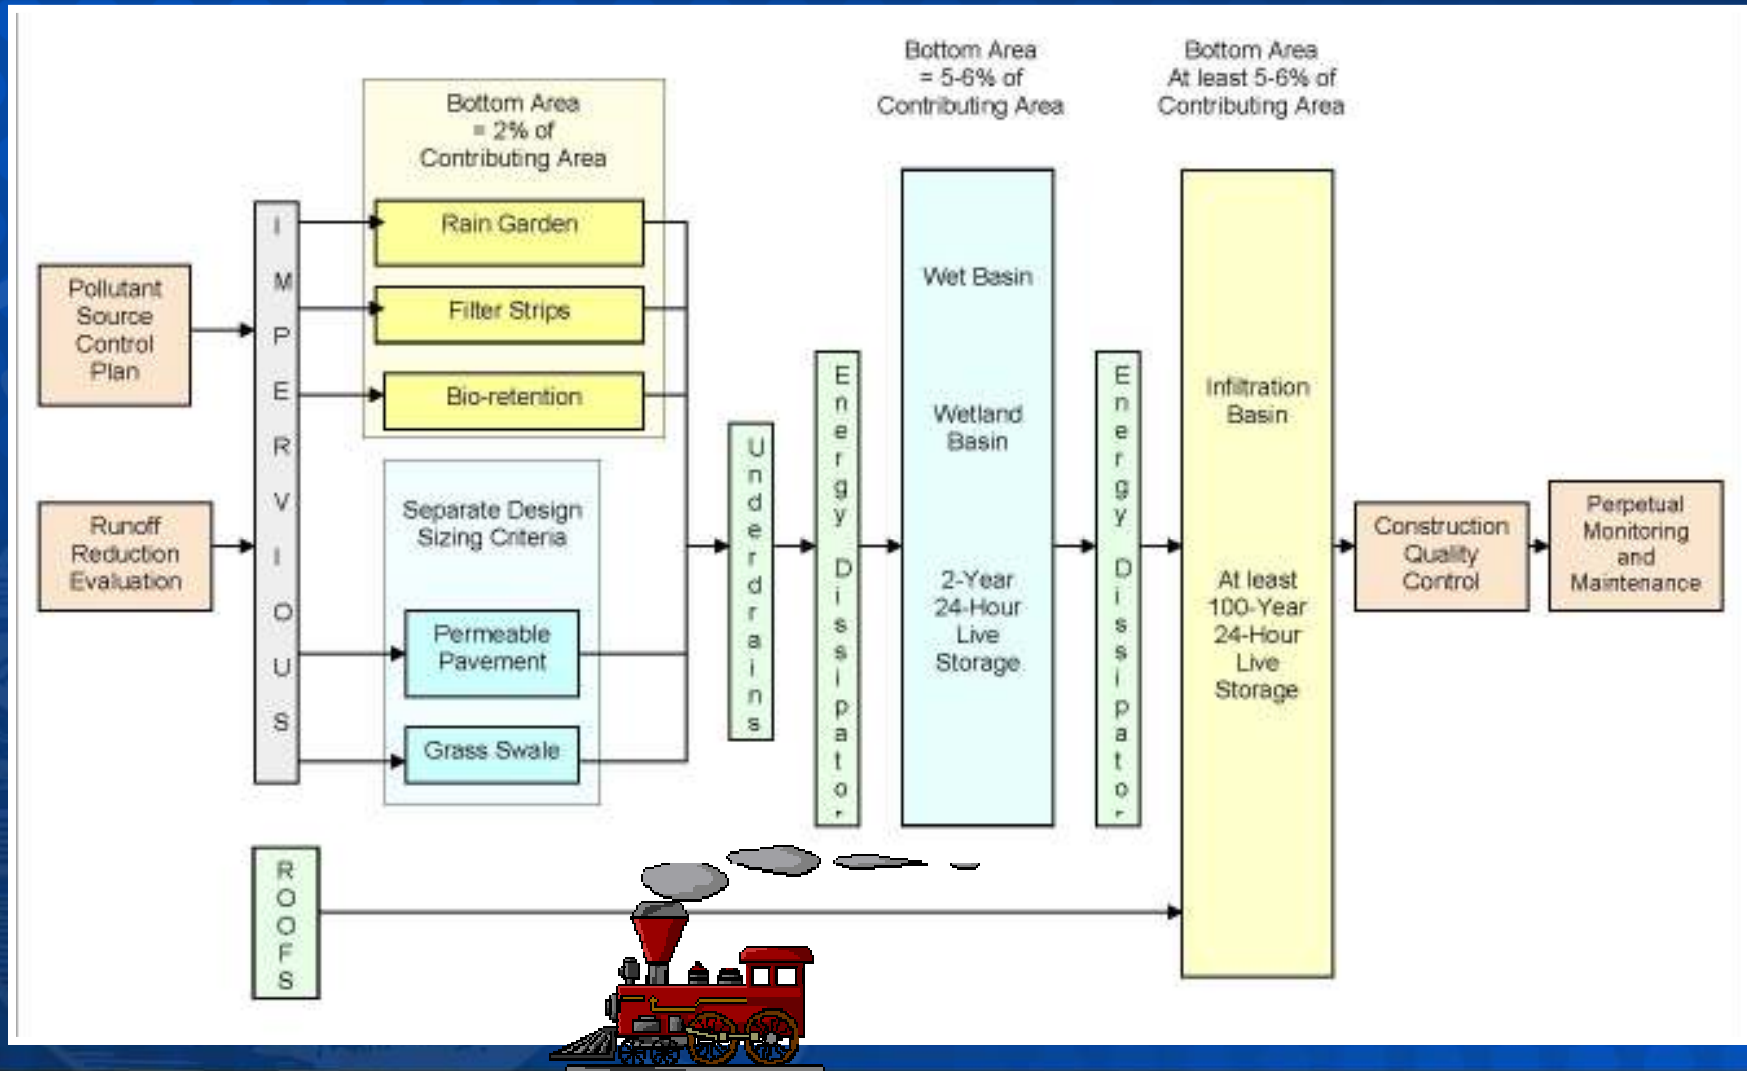 Bottom Area
= 5-6% of
Contributing Area
Bottom Area
At least 5-6% of
Contributing Area
Bottom Area
= 2% of
Contributing Area
Pollutant
Source
Control
Plan
Runoff
Reduction
Evaluation
IMPERVIOUS
Rain Garden
Filter Strips
Bio-retention
Separate Design
Sizing Criteria
Permeable
Pavement
Grass Swale
Underdrains
Energy Dissipator
Wet Basin
Wetland
Basin
2-Year
24-Hour
Live
Storage
Energy Dissipator
Infiltration
Basin
At least
100-Year
24-Hour
Live
Storage
Construction
Quality
Control
Perpetual
Monitoring
and
Maintenance
ROOFS